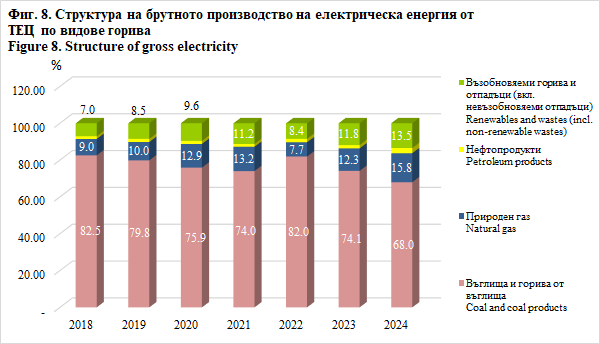 Фиг. 8. Структура на брутното производство на електрическа енергия от
ТЕЦ по видове горива
Figure 8. Structure of gross electricity
%
120.00
100.00
80.00
60.00
40.00
20.00
-
7.0 8.5 9.6 11.2 8.4 11.8 13.5
9.0 10.0 12.9 13.2 7.7 12.3 15.8
82.5 79.8 75.9 74.0 82.0 74.1 68.0
2018 2019 2020 2021 2022 2023 2024
Възобновяеми горива и
отпадъци (вкл.
невъзобновяеми отпадъци)
Renewables and wastes (incl.
non-renewable wastes)
Нефтопродукти
Petroleum products
Природен газ
Natural gas
Въглища и горива от
въглища
Coal and coal products